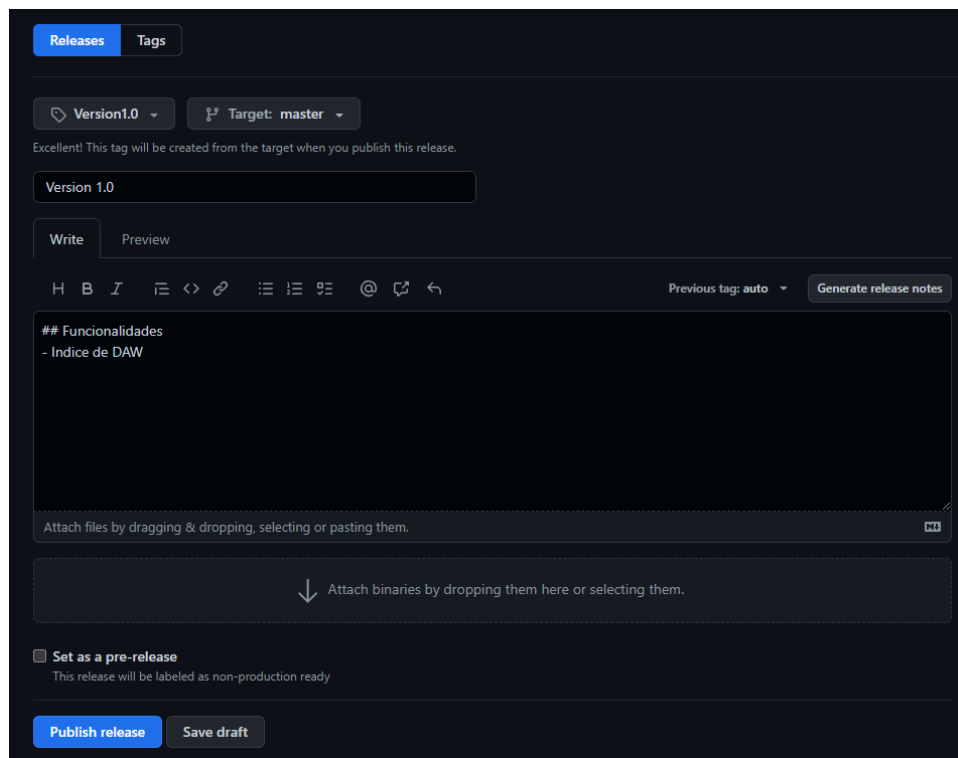 Releases Tags
Version1.0 Target: master
Excellent! This tag will be created from the target when you publish this release.
Version 1.0
Write Preview
H B I @ Previous tag: auto Generate release notes
## Funcionalidades
- Indice de DAW
Attach files by dragging & dropping, selecting or pasting them.
Attach binaries by dropping them here or selecting them.
Set as a pre-release
This release will be labeled as non-production ready
Publish release Save draft